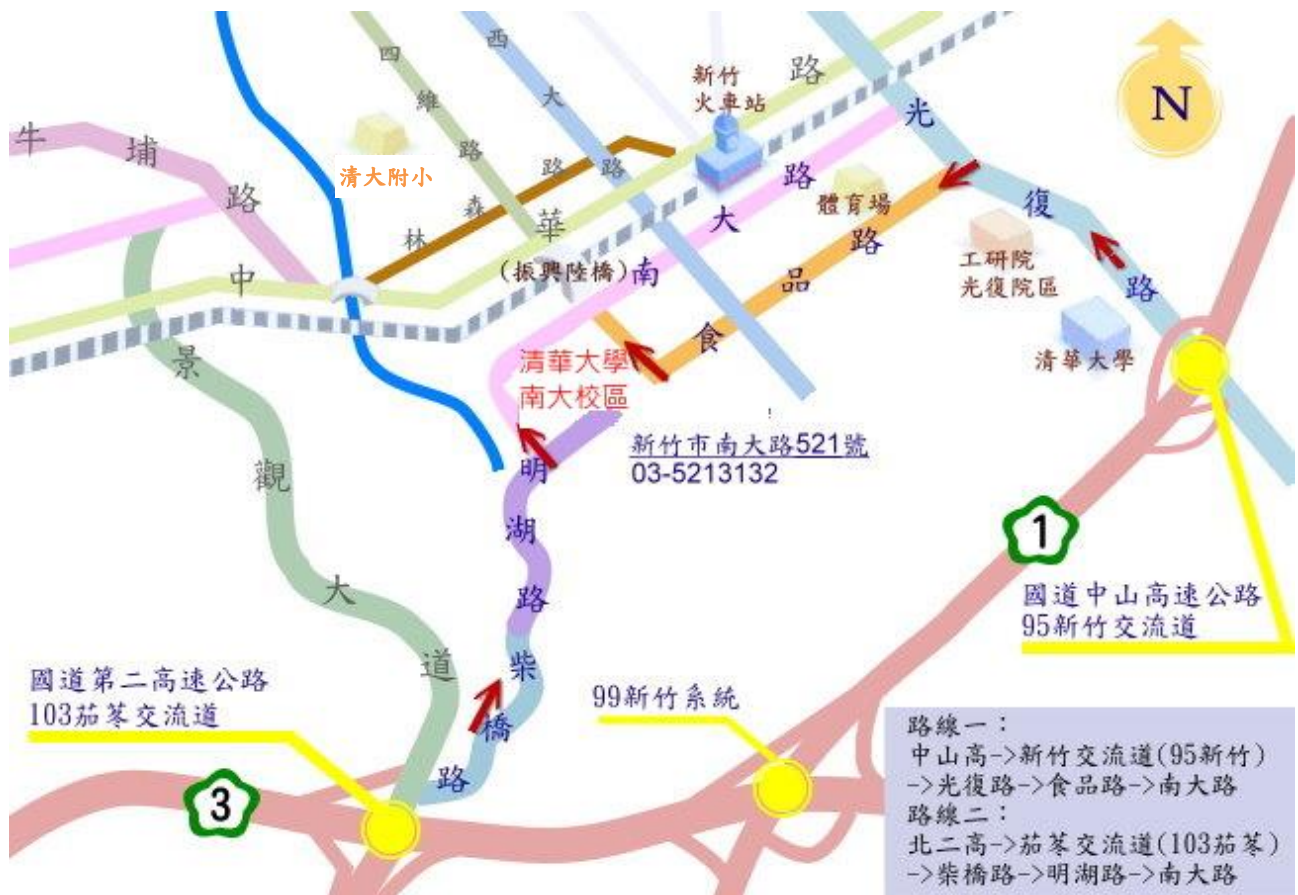 四維路
西大路
新竹
火車站
中華路
N
牛埔路
清大附小
林森路
光復路
體育場
南大路
食品路
工研院
光復院區
(振興陸橋)
清華大學
清華大學
南大校區
新竹市南大路521號
03-5213132
景觀大道
明湖路
1
國道中山高速公路
95新竹交流道
柴橋路
國道第二高速公路
103茄苳交流道
99新竹系統
3
路線一：
中山高->新竹交流道(95新竹)
->光復路->食品路->南大路
路線二：
北二高->茄苳交流道(103茄苳)
->柴橋路->明湖路->南大路